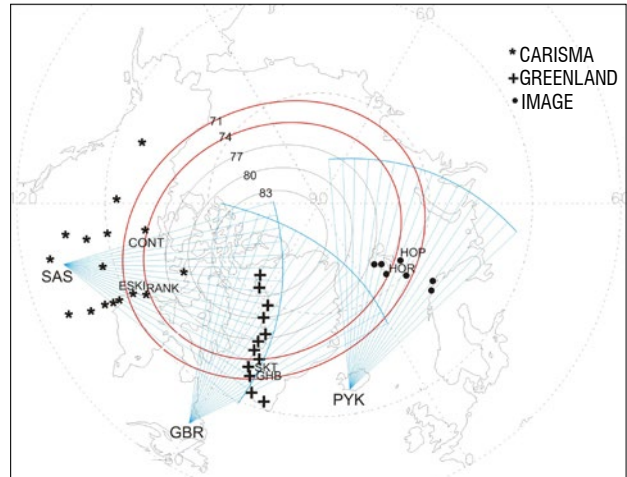 60
* CARISMA
+ GREENLAND
• IMAGE
75
71
74
77
80
83
120
90
60
CONT
HOP
HOR
SAS
ESKI RANK
SKT
GHB
PYK
GBR